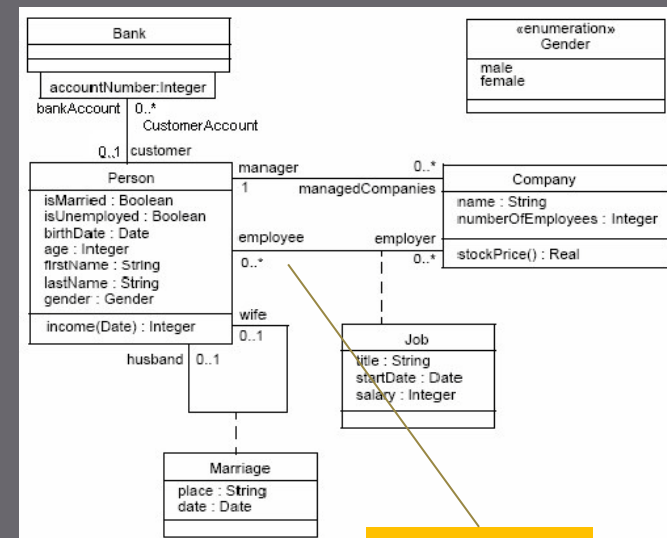 Bank
accountNumber:Integer
bankAccount 0..*
CustomerAccount
0..1 customer
«enumeration»
Gender
male
female
Person
isMarried : Boolean
isUnemployed : Boolean
birthDate : Date
age : Integer
firstName : String
lastName : String
gender : Gender
income(Date) : Integer
manager 0..*
1 managedCompanies
employee employer
0..* 0..*
Company
name : String
numberOfEmployees : Integer
stockPrice() : Real
wife
0..1
husband 0..1
Job
title : String
startDate : Date
salary : Integer
Marriage
place : String
date : Date